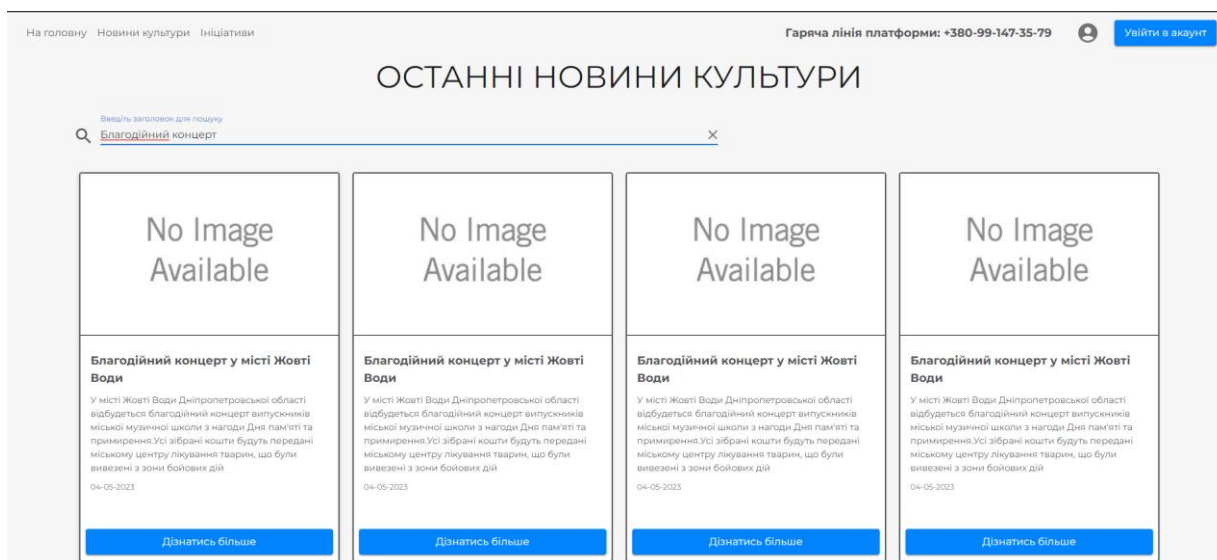 На головну Новини культури Ініціативи Гаряча лінія платформи: +380-99-147-35-79 Увійти в акаунт
ОСТАННІ НОВИНИ КУЛЬТУРИ
Введіть заголовок для пошуку
Благодійний концерт
No Image
Available
Благодійний концерт у місті Жовті
Води
У місті Жовті Води Дніпропетровської області
відбудеться благодійний концерт випускників
міської музичної школи з нагоди Дня пам'яті та
примирення.Усі зібрані кошти будуть передані
міському центру лікування тварин, що були
вивезені з зони бойових дій
04-05-2023
Дізнатись більше
No Image
Available
Благодійний концерт у місті Жовті
Води
У місті Жовті Води Дніпропетровської області
відбудеться благодійний концерт випускників
міської музичної школи з нагоди Дня пам'яті та
примирення.Усі зібрані кошти будуть передані
міському центру лікування тварин, що були
вивезені з зони бойових дій
04-05-2023
Дізнатись більше
No Image
Available
Благодійний концерт у місті Жовті
Води
У місті Жовті Води Дніпропетровської області
відбудеться благодійний концерт випускників
міської музичної школи з нагоди Дня пам'яті та
примирення.Усі зібрані кошти будуть передані
міському центру лікування тварин, що були
вивезені з зони бойових дій
04-05-2023
Дізнатись більше
No Image
Available
Благодійний концерт у місті Жовті
Води
У місті Жовті Води Дніпропетровської області
відбудеться благодійний концерт випускників
міської музичної школи з нагоди Дня пам'яті та
примирення.Усі зібрані кошти будуть передані
міському центру лікування тварин, що були
вивезені з зони бойових дій
04-05-2023
Дізнатись більше